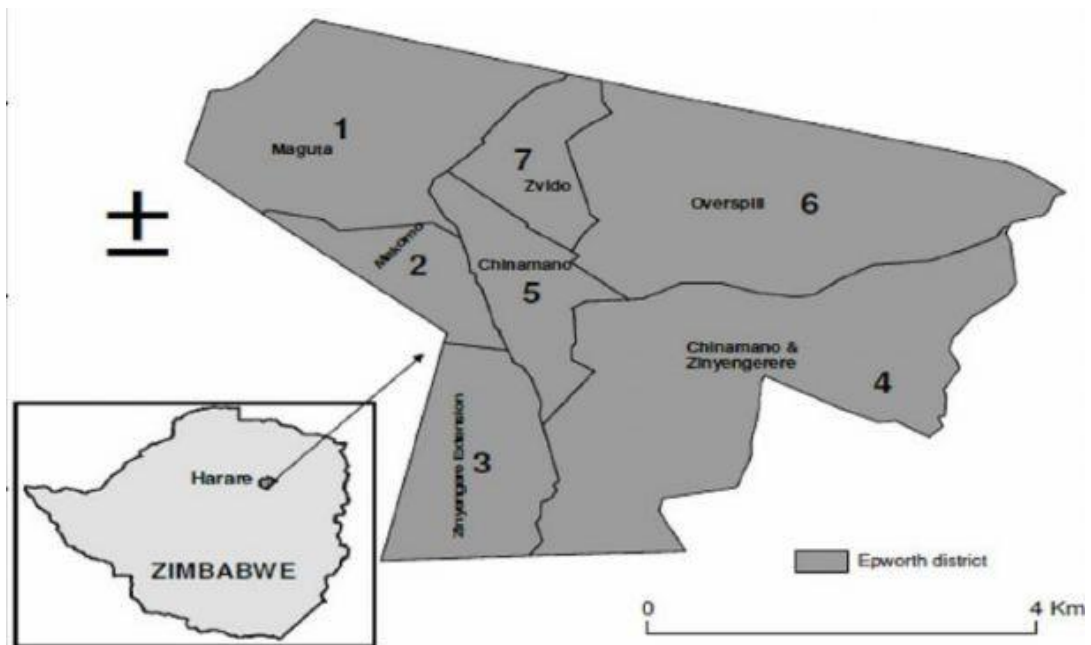 1
Maguta
7
Zvido
Overspill 6
Makomo
2
Chinamano
5
Chinamano &
Zinyengerere
4
Zinyengere Extension
3
Harare
ZIMBABWE
Epworth district
0 4 Km